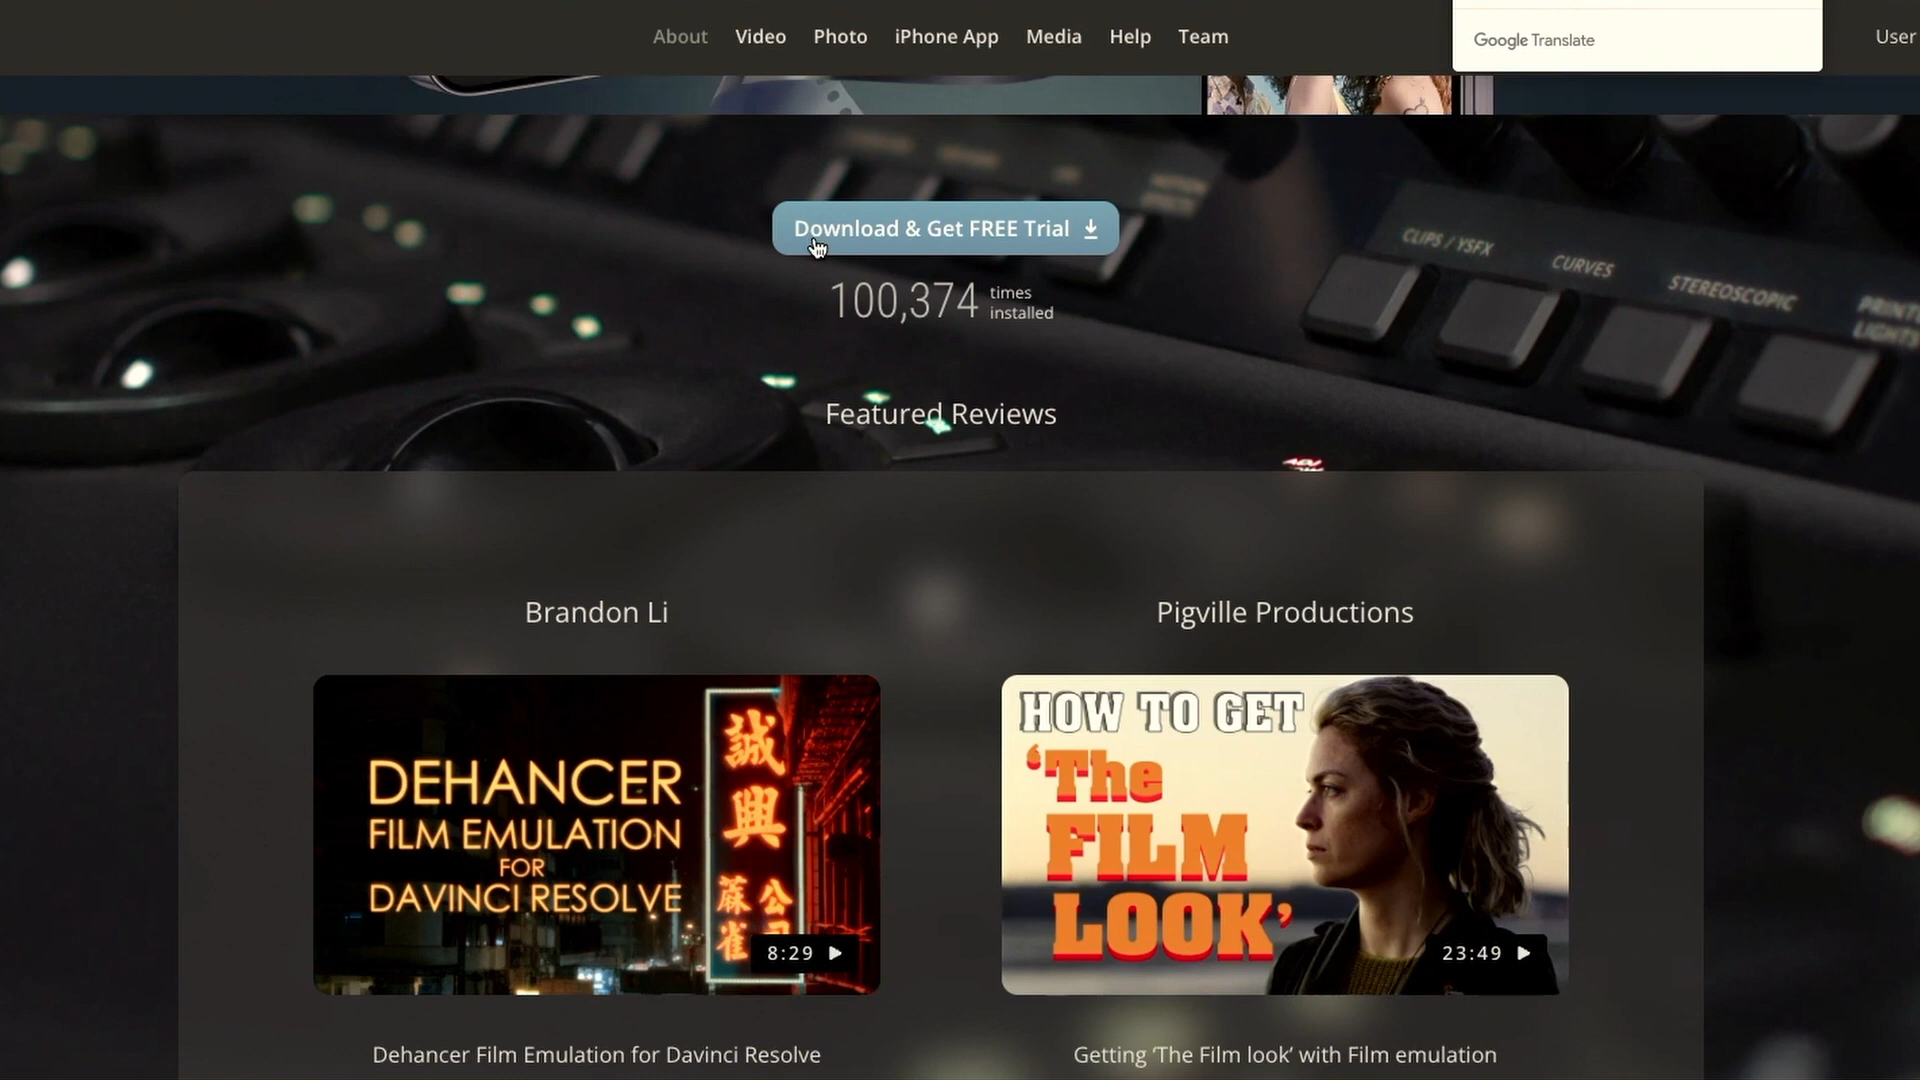 About Video Photo iPhone App Media Help Team
Google Translate
User
Download & Get FREE Trial
100,374 times
installed
CLIPS / YSFX
CURVES
STEREOSCOPIC
Featured Reviews
Brandon Li
Pigville Productions
DEHANCER
FILM EMULATION
FOR
DAVINCI RESOLVE
誠
興
蔴 公
雀
8:29
HOW TO GET
‘The
FILM
LOOK’
23:49
Dehancer Film Emulation for Davinci Resolve
Getting ‘The Film look’ with Film emulation